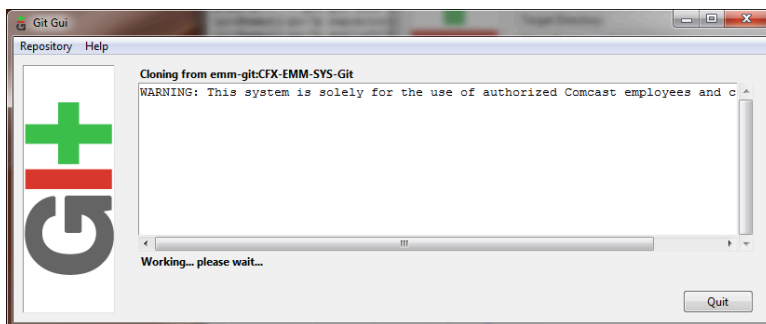 Git Gui
Repository Help
Cloning from emm-git:CFX-EMM-SYS-Git
WARNING: This system is solely for the use of authorized Comcast employees and c
GIt
Working... please wait...
Quit